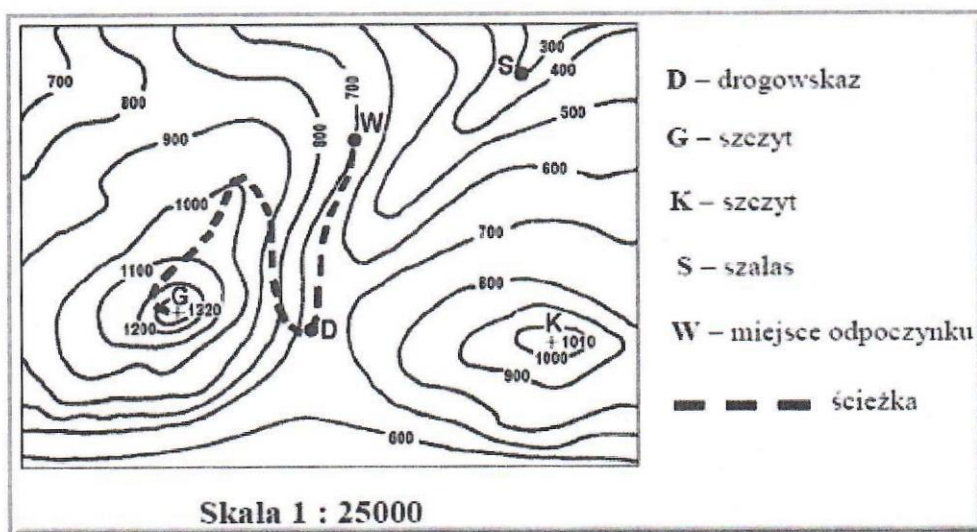 300
700
S
400
700
800
W
500
800
900
600
1000
700
1100
800
G
1320
K
1200
D
1010
1000
900
600
D – drogowskaz
G – szczyt
K – szczyt
S – szałas
W – miejsce odpoczynku
ścieżka
Skala 1 : 25000